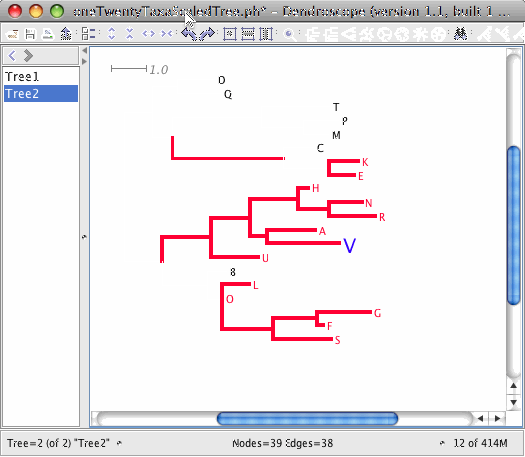 oneTwentyTaxaScaledTree.ph* - Dendroscope (version 1.1, built 1 ...
Tree1
Tree2
1.0
O
Q
T
P
M
C
K
E
H
N
R
A
V
U
8
L
O
G
F
S
Tree=2 (of 2) "Tree2"
Nodes=39 Edges=38
12 of 414M